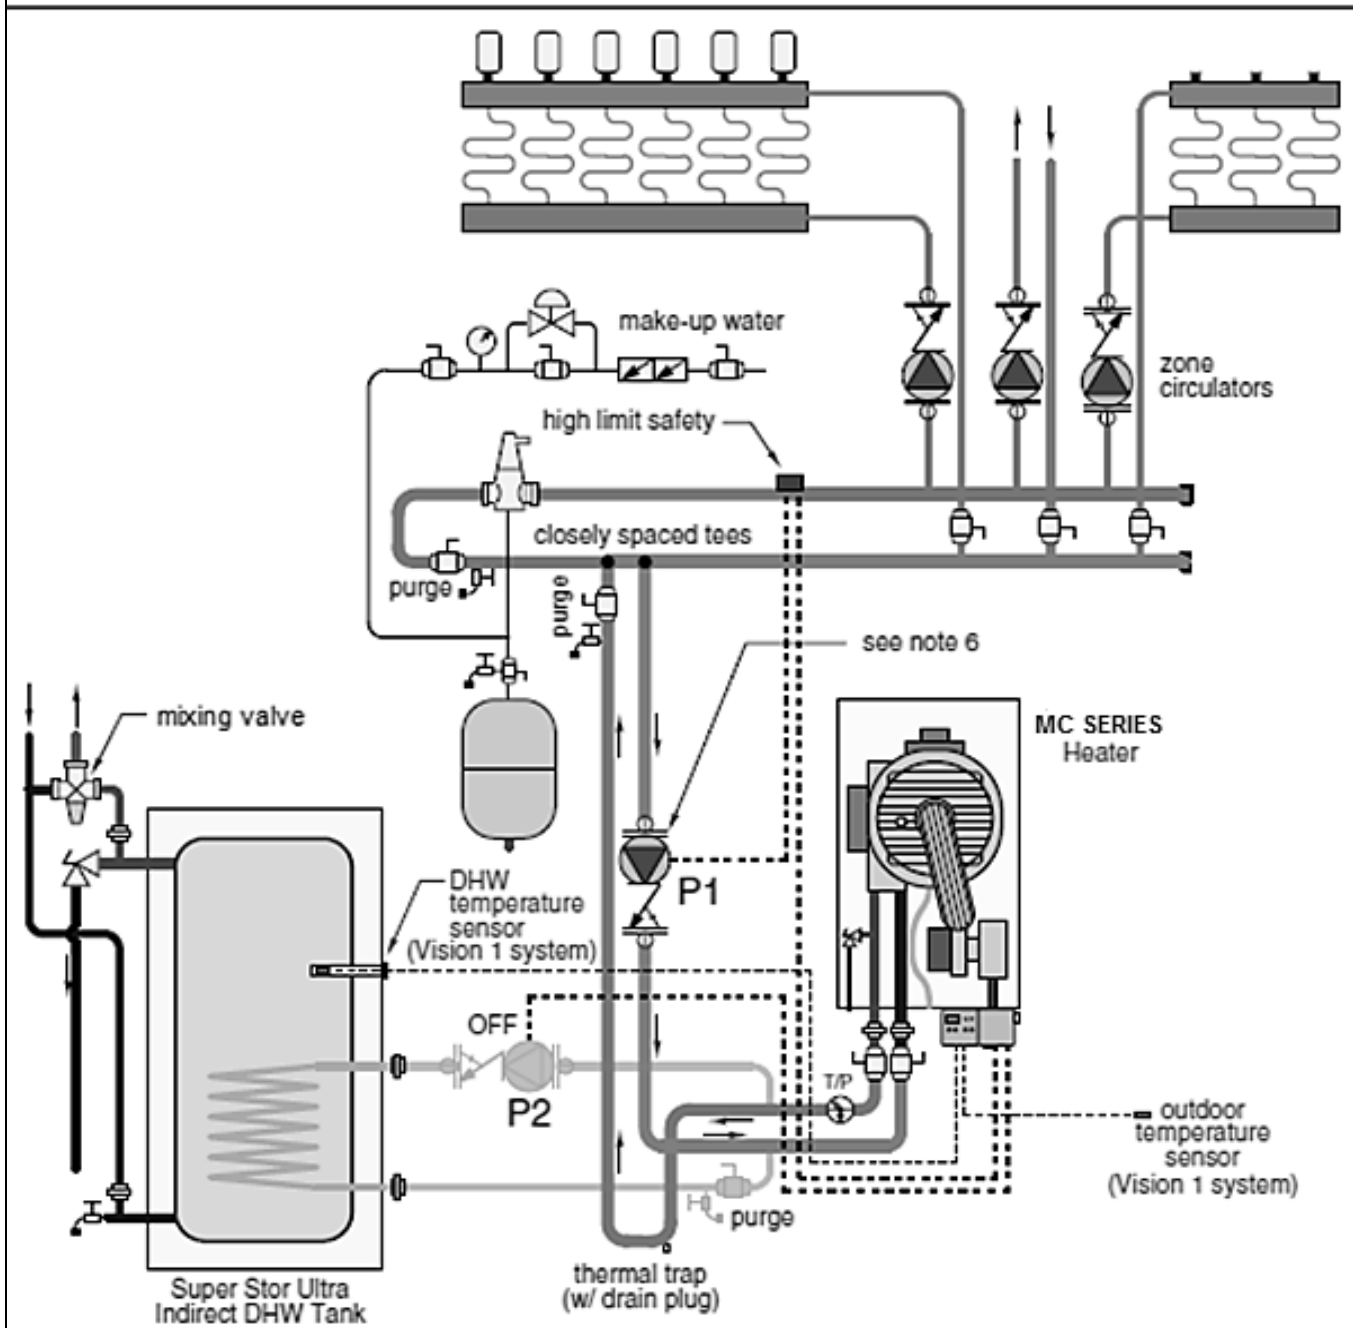 make-up water
zone
circulators
high limit safety
closely spaced tees
purge
purge
see note 6
mixing valve
MC SERIES
Heater
P1
DHW
temperature
sensor
(Vision 1 system)
OFF
P2
T/P
outdoor
temperature
sensor
(Vision 1 system)
purge
thermal trap
(w/ drain plug)
Super Stor Ultra
Indirect DHW Tank